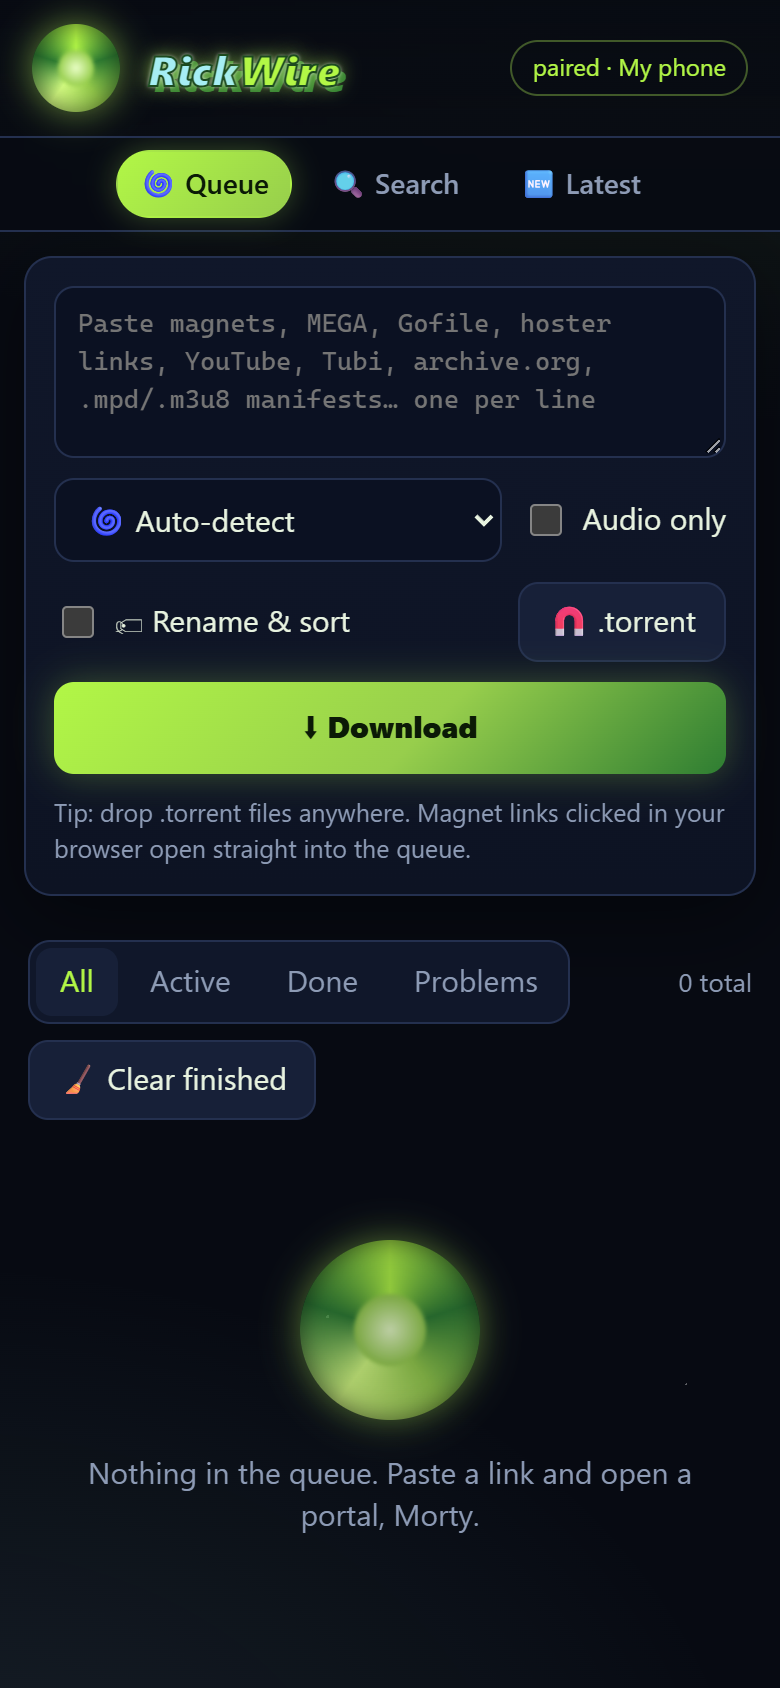 RickWire
paired · My phone
🌀 Queue
🔍 Search
🆕 Latest
Paste magnets, MEGA, Gofile, hoster
links, YouTube, Tubi, archive.org,
.mpd/.m3u8 manifests… one per line
🌀 Auto-detect
Audio only
🏷 Rename & sort
🧲 .torrent
⬇ Download
Tip: drop .torrent files anywhere. Magnet links clicked in your
browser open straight into the queue.
All
Active
Done
Problems
0 total
🧹 Clear finished
Nothing in the queue. Paste a link and open a
portal, Morty.